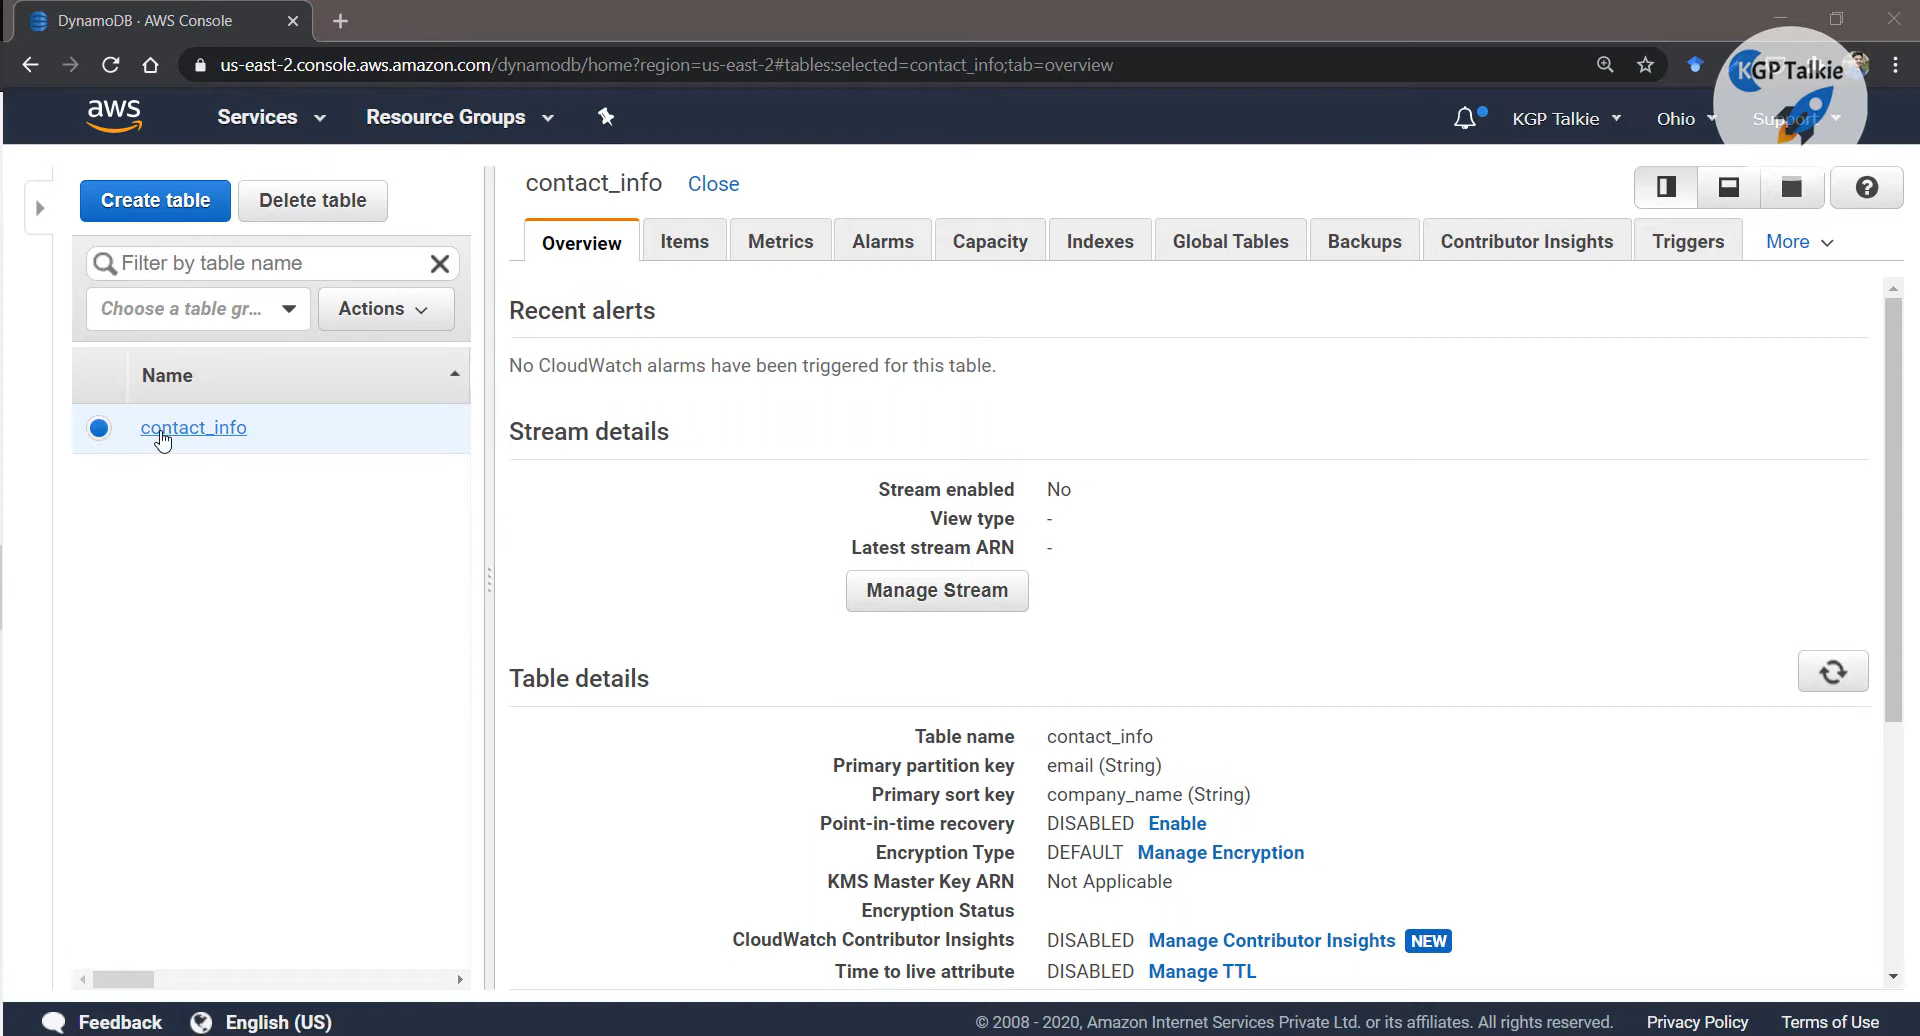 DynamoDB · AWS Console
us-east-2.console.aws.amazon.com/dynamodb/home?region=us-east-2#tables:selected=contact_info;tab=overview
KGPTalkie
aws
Services
Resource Groups
KGP Talkie
Ohio
Support
Create table
Delete table
Filter by table name
Choose a table gr...
Actions
Name
contact_info
contact_info
Close
Overview
Items
Metrics
Alarms
Capacity
Indexes
Global Tables
Backups
Contributor Insights
Triggers
More
Recent alerts
No CloudWatch alarms have been triggered for this table.
Stream details
Stream enabled No
View type -
Latest stream ARN -
Manage Stream
Table details
Table name contact_info
Primary partition key email (String)
Primary sort key company_name (String)
Point-in-time recovery DISABLED Enable
Encryption Type DEFAULT Manage Encryption
KMS Master Key ARN Not Applicable
Encryption Status
CloudWatch Contributor Insights DISABLED Manage Contributor Insights NEW
Time to live attribute DISABLED Manage TTL
Feedback
English (US)
© 2008 - 2020, Amazon Internet Services Private Ltd. or its affiliates. All rights reserved.
Privacy Policy
Terms of Use